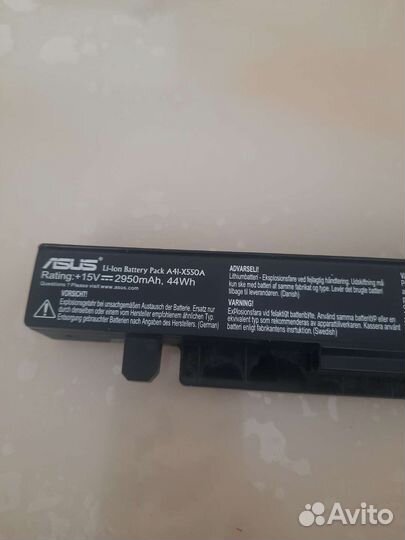 ASUS Li-Ion Battery Pack A41-X550A
Rating:+15V⎓2950mAh, 44Wh
Questions? Please visit www.asus.com
VORSICHT!
Explosionsgefahr bei unsachgemäßen Austausch der Batterie. Ersatz nur
durch denselben oder einem vom Hersteller empfohlenem ähnlichen Typ.
Entsorgung gebrauchter Batterien nach Angaben des Herstellers. (German)
ADVARSEL!
Lithiumbatteri - Eksplosionsfare ved fejlagtig håndtering. Udskiftning må
kun ske med batteri af samme fabrikat og type. Levér det brugte batteri
tilbage til leverandøren. (Danish)
VARNING!
Explosionsfara vid felaktigt batteribyte. Använd samma batterityp eller en
ekvivalent typ som rekommenderas av apparattillverkaren. Kassera använt
batteri enligt fabrikantens instruktion. (Swedish)
Avito